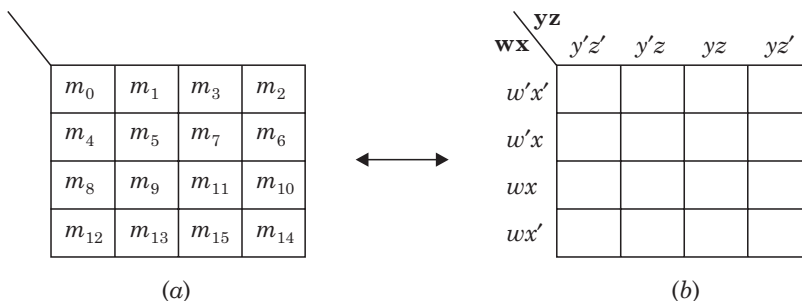 yz
wx y′z′ y′z yz yz′
m₀ m₁ m₃ m₂ w′x′
m₄ m₅ m₇ m₆ w′x
m₈ m₉ m₁₁ m₁₀ wx
m₁₂ m₁₃ m₁₅ m₁₄ wx′
(a) (b)